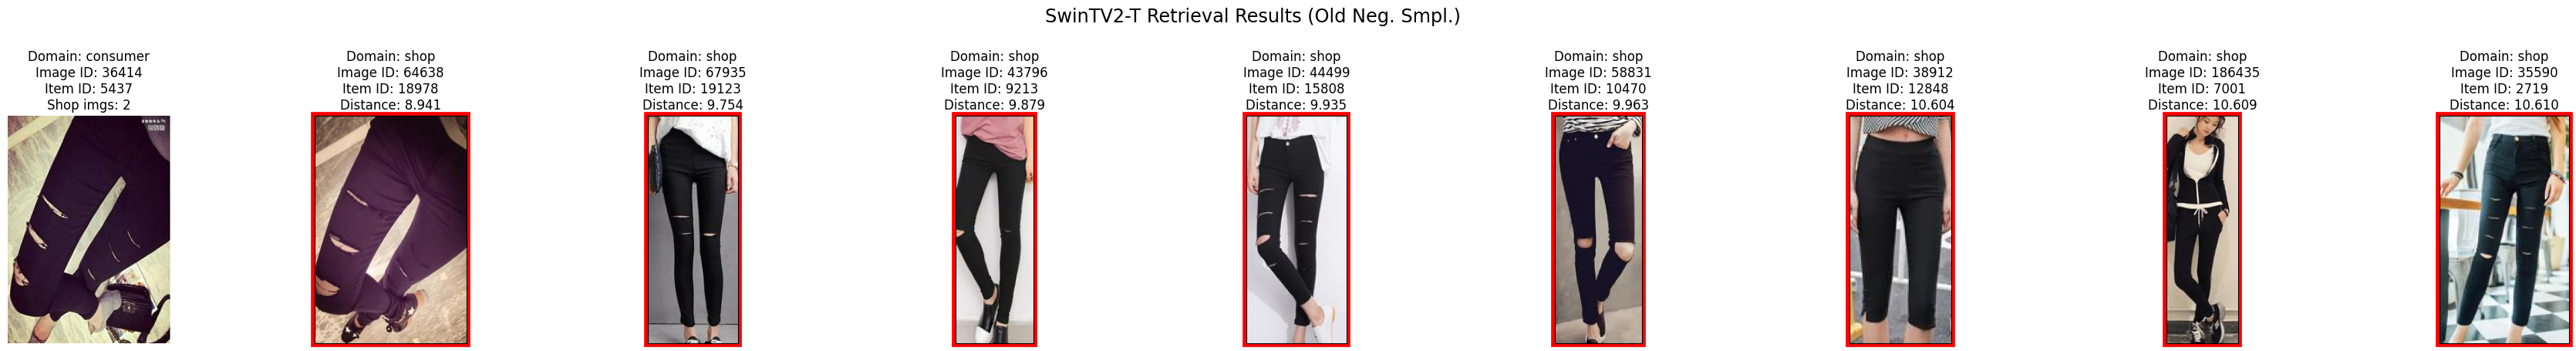 SwinTV2-T Retrieval Results (Old Neg. Smpl.)
Domain: consumer
Image ID: 36414
Item ID: 5437
Shop imgs: 2
Domain: shop
Image ID: 64638
Item ID: 18978
Distance: 8.941
Domain: shop
Image ID: 67935
Item ID: 19123
Distance: 9.754
Domain: shop
Image ID: 43796
Item ID: 9213
Distance: 9.879
Domain: shop
Image ID: 44499
Item ID: 15808
Distance: 9.935
Domain: shop
Image ID: 58831
Item ID: 10470
Distance: 9.963
Domain: shop
Image ID: 38912
Item ID: 12848
Distance: 10.604
Domain: shop
Image ID: 186435
Item ID: 7001
Distance: 10.609
Domain: shop
Image ID: 35590
Item ID: 2719
Distance: 10.610